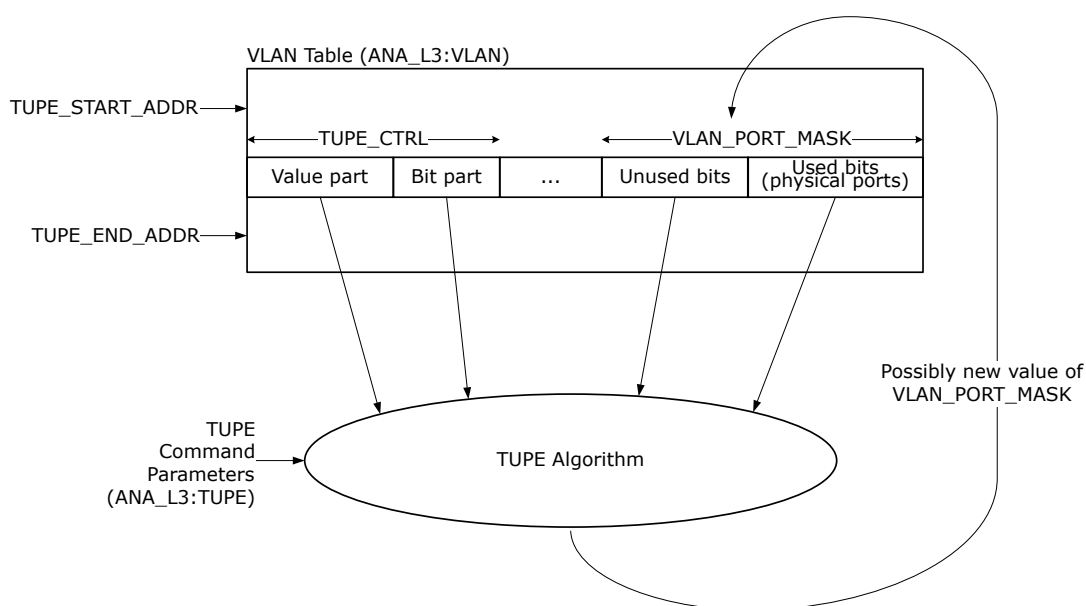 VLAN Table (ANA_L3:VLAN)
TUPE_START_ADDR
TUPE_CTRL
VLAN_PORT_MASK
Value part
Bit part
...
Unused bits
Used bits
(physical ports)
TUPE_END_ADDR
Possibly new value of
VLAN_PORT_MASK
TUPE
Command
Parameters
(ANA_L3:TUPE)
TUPE Algorithm